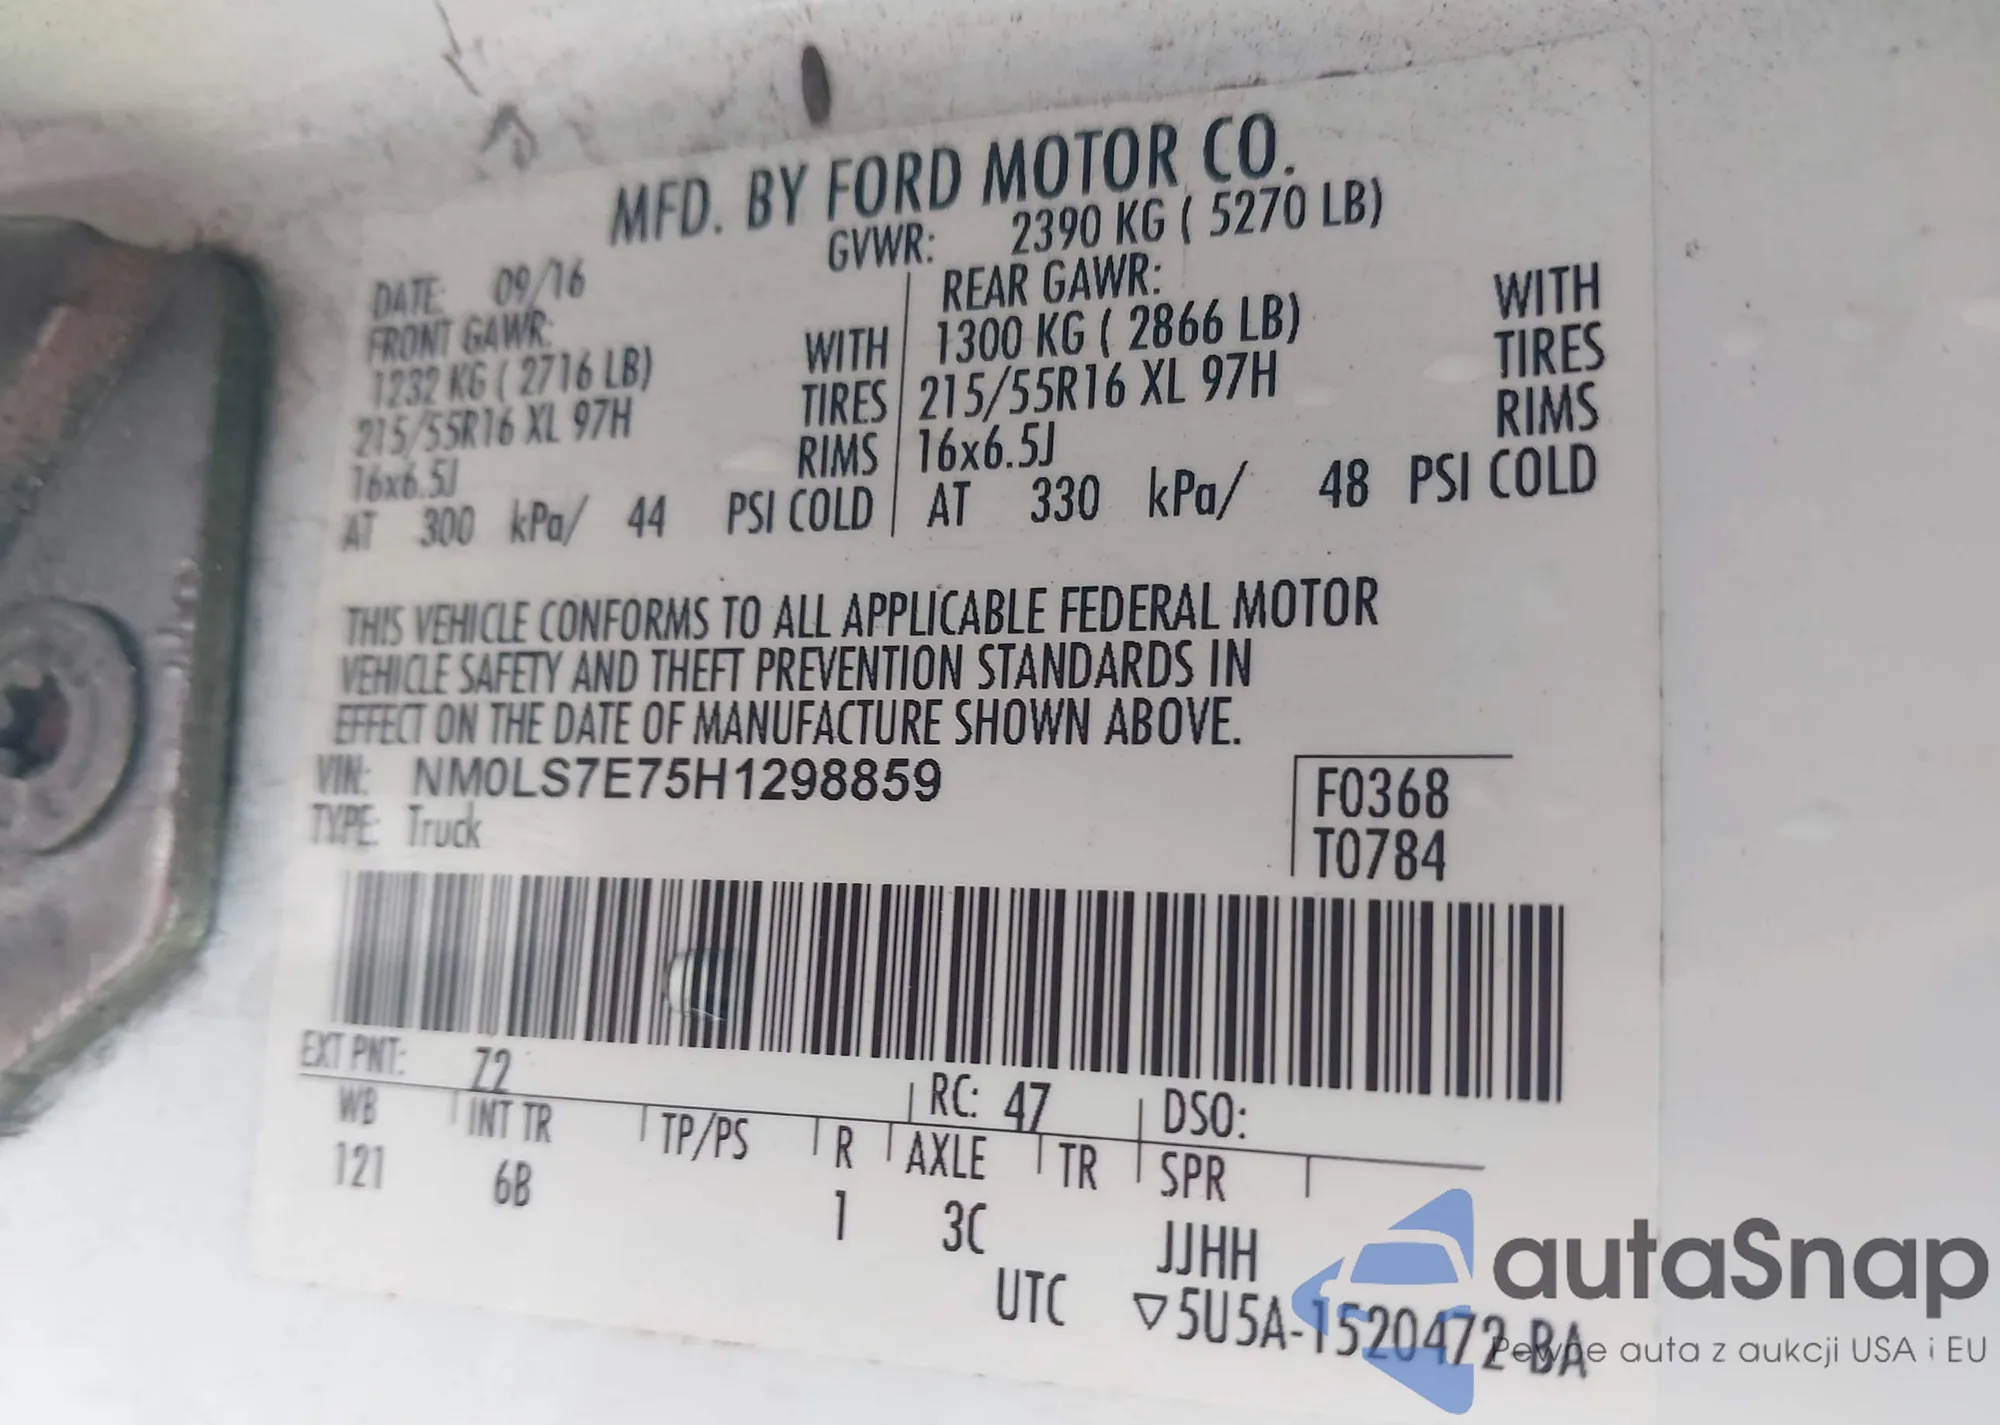 MFD. BY FORD MOTOR CO.
DATE: 09/16 GVWR: 2390 KG ( 5270 LB)
FRONT GAWR: REAR GAWR:
1232 KG ( 2716 LB) WITH 1300 KG ( 2866 LB) WITH
215/55R16 XL 97H TIRES 215/55R16 XL 97H TIRES
16x6.5J RIMS 16x6.5J RIMS
AT 300 kPa/ 44 PSI COLD AT 330 kPa/ 48 PSI COLD
THIS VEHICLE CONFORMS TO ALL APPLICABLE FEDERAL MOTOR
VEHICLE SAFETY AND THEFT PREVENTION STANDARDS IN
EFFECT ON THE DATE OF MANUFACTURE SHOWN ABOVE.
VIN: NM0LS7E75H1298859 F0368
TYPE: Truck T0784
EXT PNT: Z2 RC: 47 DSO:
WB INT TR TP/PS R AXLE TR SPR
121 6B 1 3C JJHH
UTC ▽5U5A-1520472-BA
autaSnap
Pewne auta z aukcji USA i EU